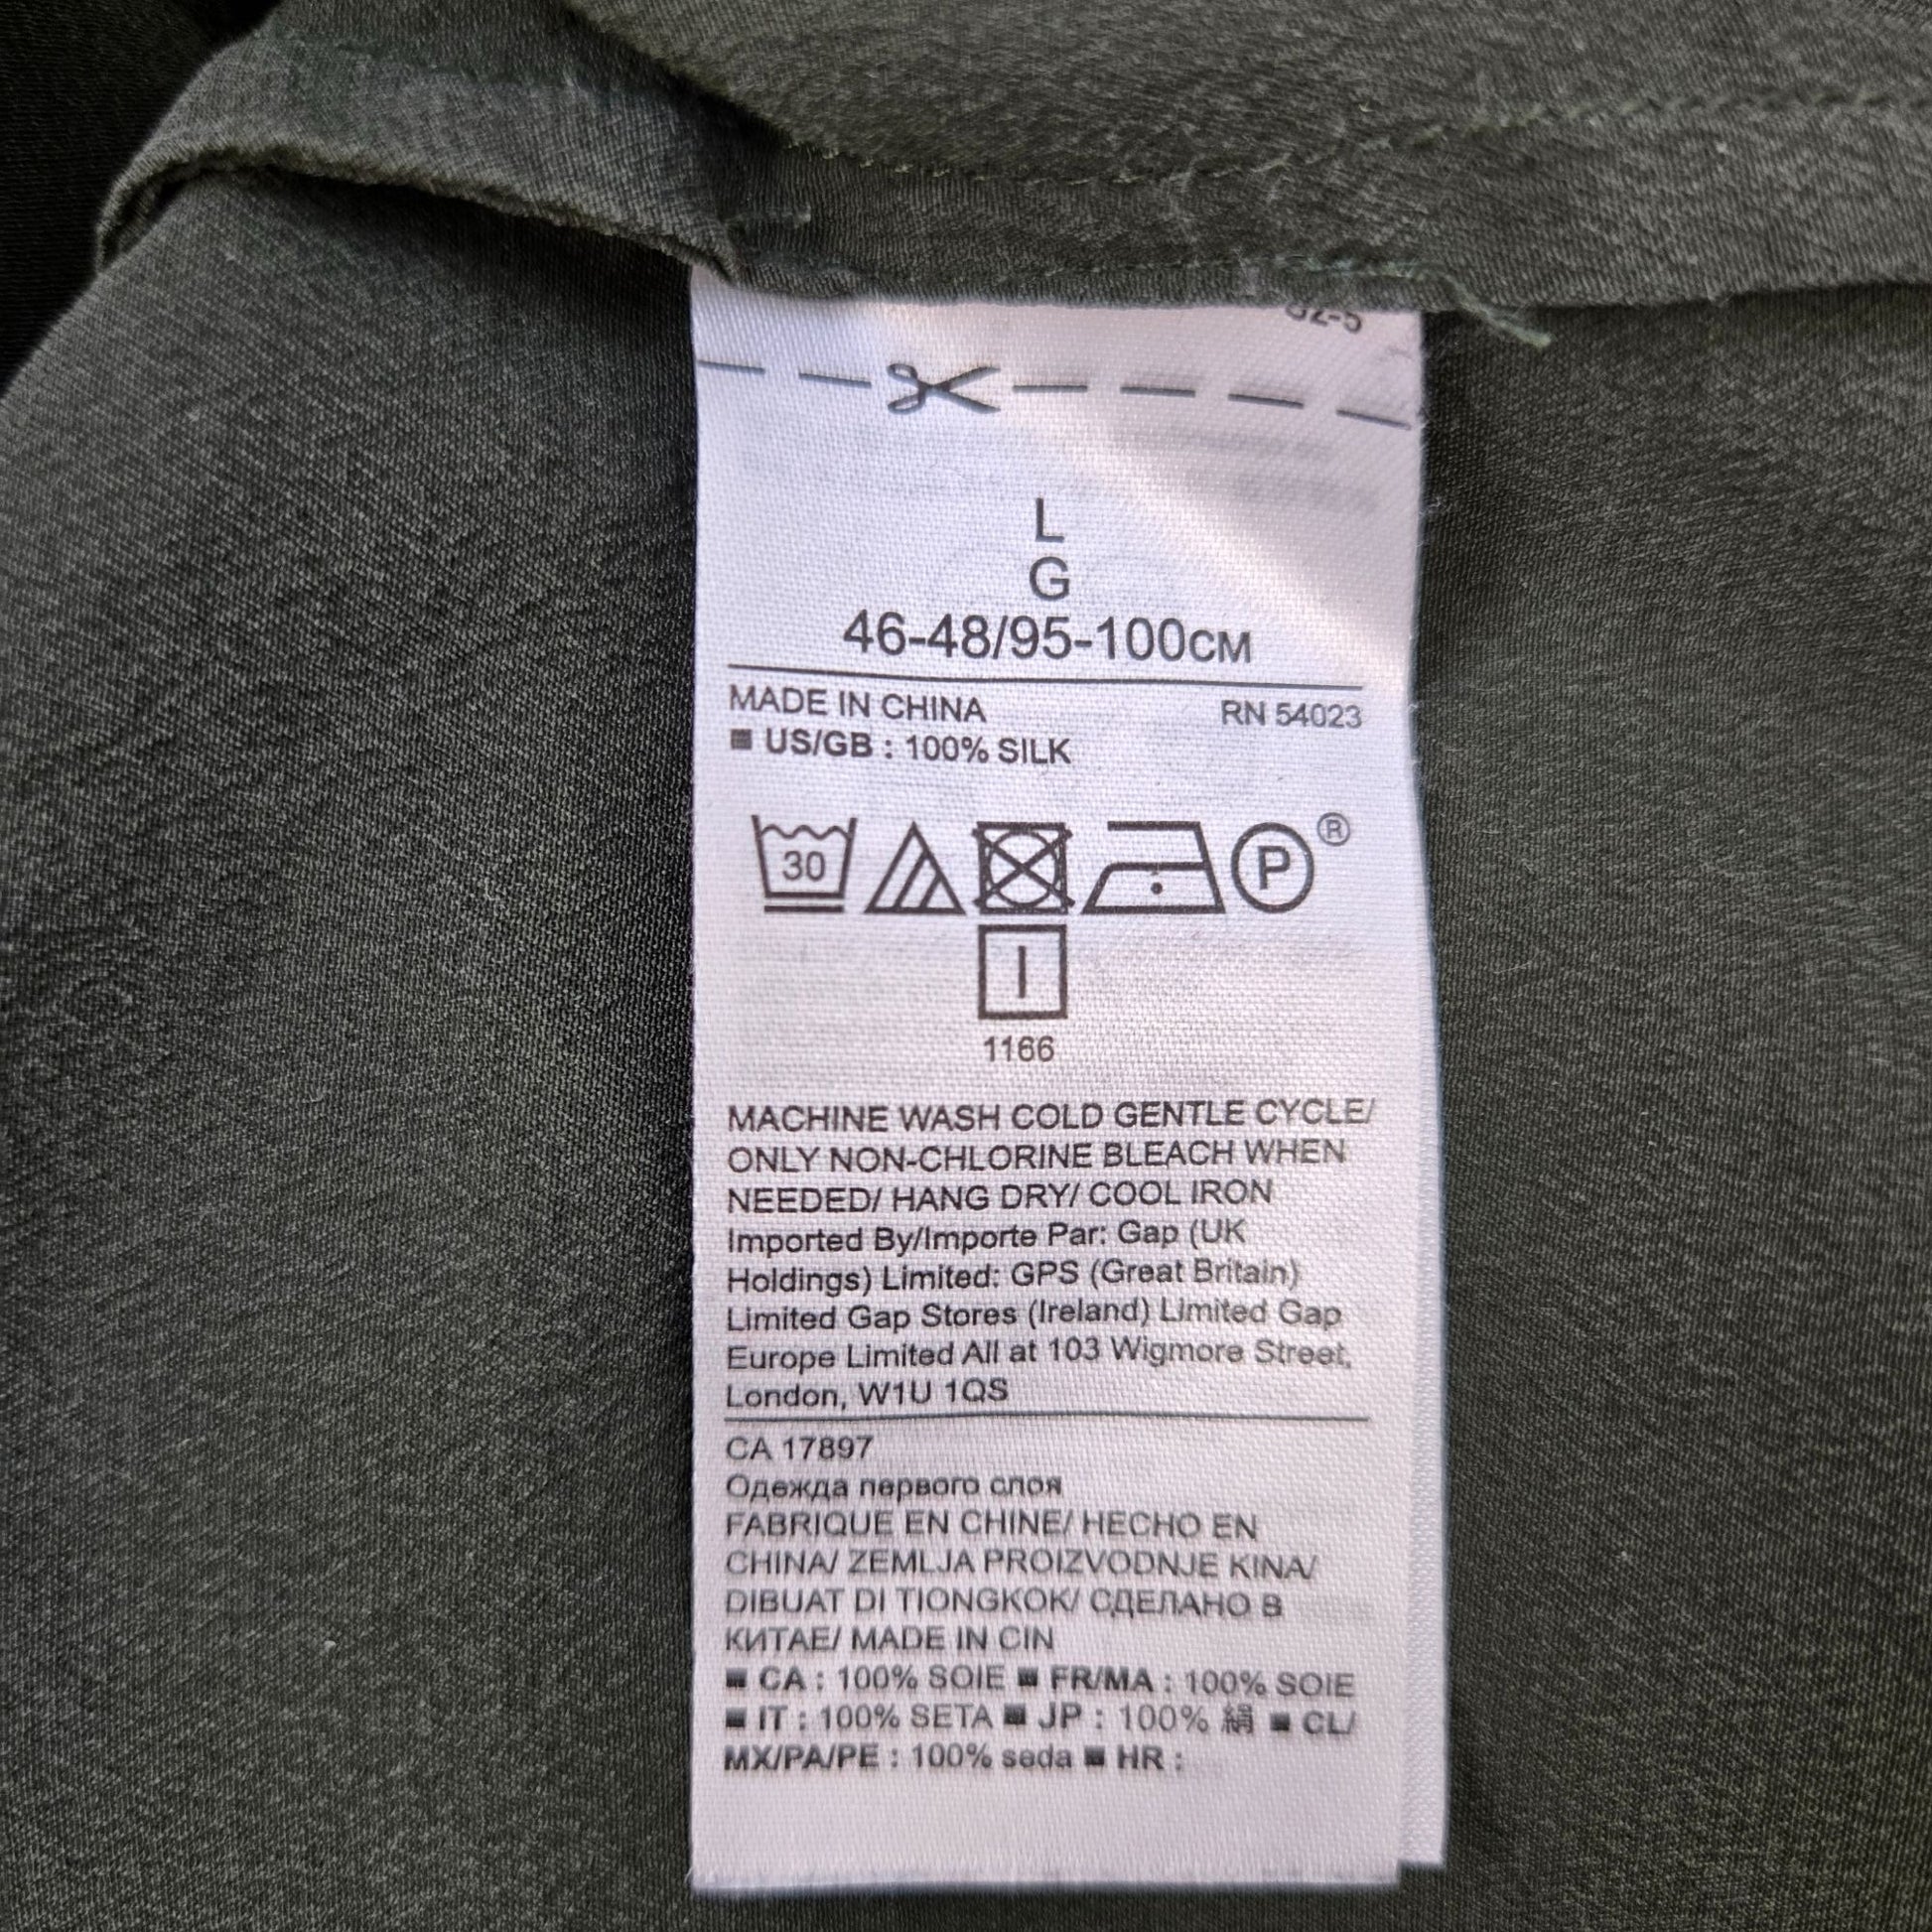 L
G
46-48/95-100CM
MADE IN CHINA RN 54023
■ US/GB : 100% SILK
30 P ®
1166
MACHINE WASH COLD GENTLE CYCLE/
ONLY NON-CHLORINE BLEACH WHEN
NEEDED/ HANG DRY/ COOL IRON
Imported By/Importe Par: Gap (UK
Holdings) Limited: GPS (Great Britain)
Limited Gap Stores (Ireland) Limited Gap
Europe Limited All at 103 Wigmore Street,
London, W1U 1QS
CA 17897
Одежда первого слоя
FABRIQUE EN CHINE/ HECHO EN
CHINA/ ZEMLJA PROIZVODNJE KINA/
DIBUAT DI TIONGKOK/ СДЕЛАНО В
КИТАЕ/ MADE IN CIN
■ CA : 100% SOIE ■ FR/MA : 100% SOIE
■ IT : 100% SETA ■ JP : 100% 絹 ■ CL/
MX/PA/PE : 100% seda ■ HR :